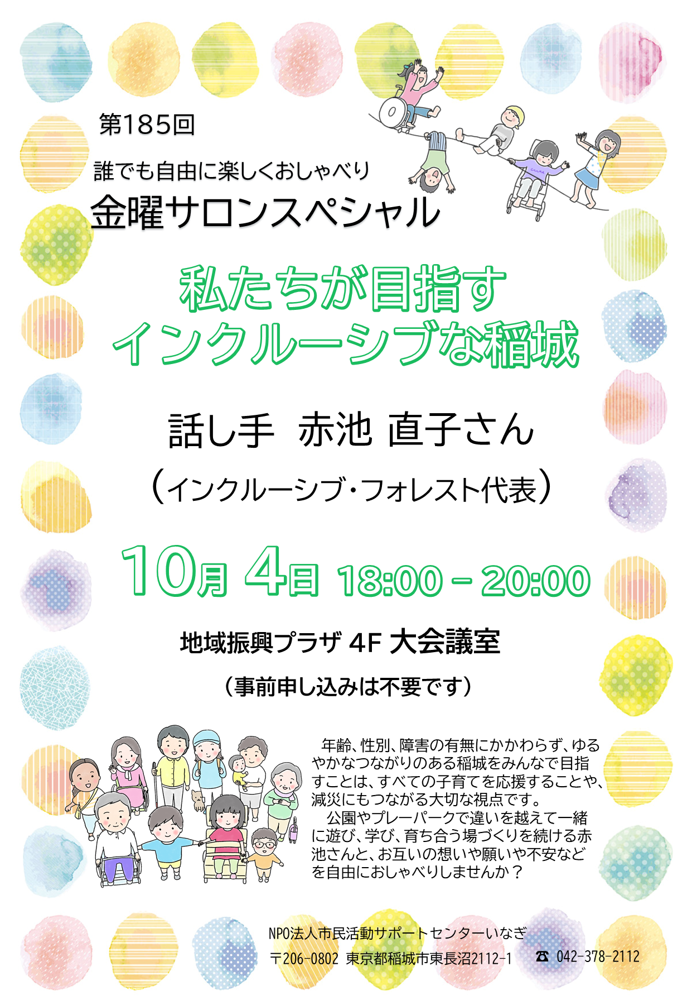 第185回
誰でも自由に楽しくおしゃべり
金曜サロンスペシャル
私たちが目指す
インクルーシブな稲城
話し手 赤池 直子さん
（インクルーシブ・フォレスト代表）
10月 4日 18:00 – 20:00
地域振興プラザ 4F 大会議室
（事前申し込みは不要です）
年齢、性別、障害の有無にかかわらず、ゆる
やかなつながりのある稲城をみんなで目指
すことは、すべての子育てを応援することや、
減災にもつながる大切な視点です。
公園やプレーパークで違いを越えて一緒
に遊び、学び、育ち合う場づくりを続ける赤
池さんと、お互いの想いや願いや不安など
を自由におしゃべりしませんか？
NPO法人市民活動サポートセンターいなぎ
〒206-0802 東京都稲城市東長沼2112-1 ☎ 042-378-2112